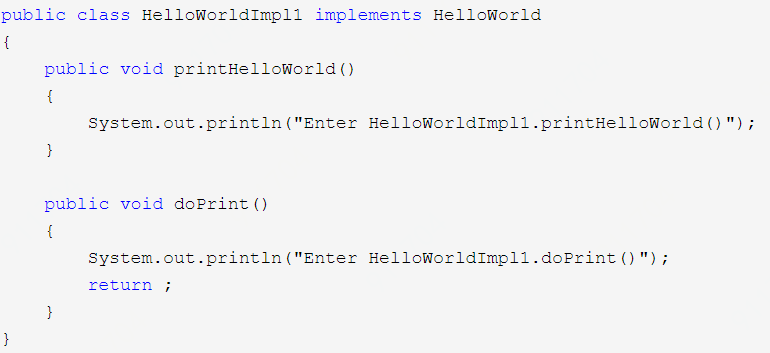 public class HelloWorldImpl1 implements HelloWorld
{
    public void printHelloWorld()
    {
        System.out.println("Enter HelloWorldImpl1.printHelloWorld()");
    }

    public void doPrint()
    {
        System.out.println("Enter HelloWorldImpl1.doPrint()");
        return ;
    }
}